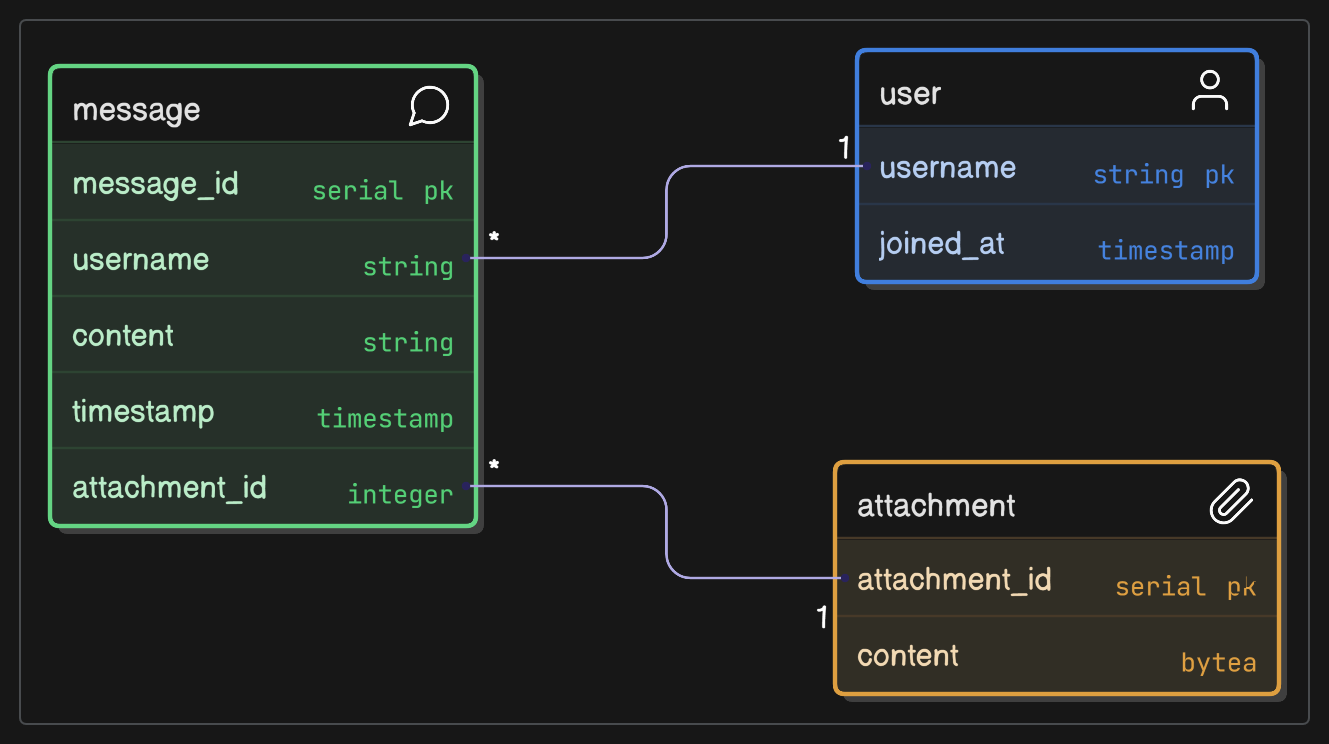 message
message_id serial pk
username string
content string
timestamp timestamp
attachment_id integer
*
*
1
user
username string pk
joined_at timestamp
attachment
attachment_id serial pk
content bytea
1